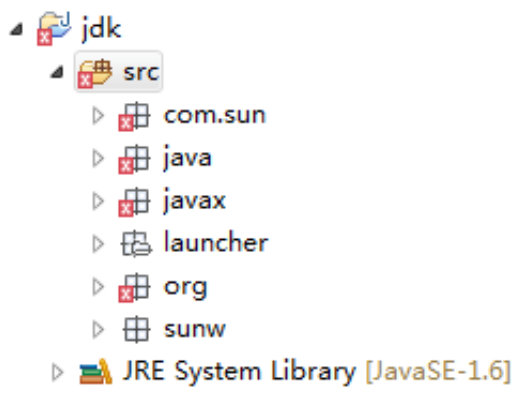 jdk
src
com.sun
java
javax
launcher
org
sunw
JRE System Library [JavaSE-1.6]